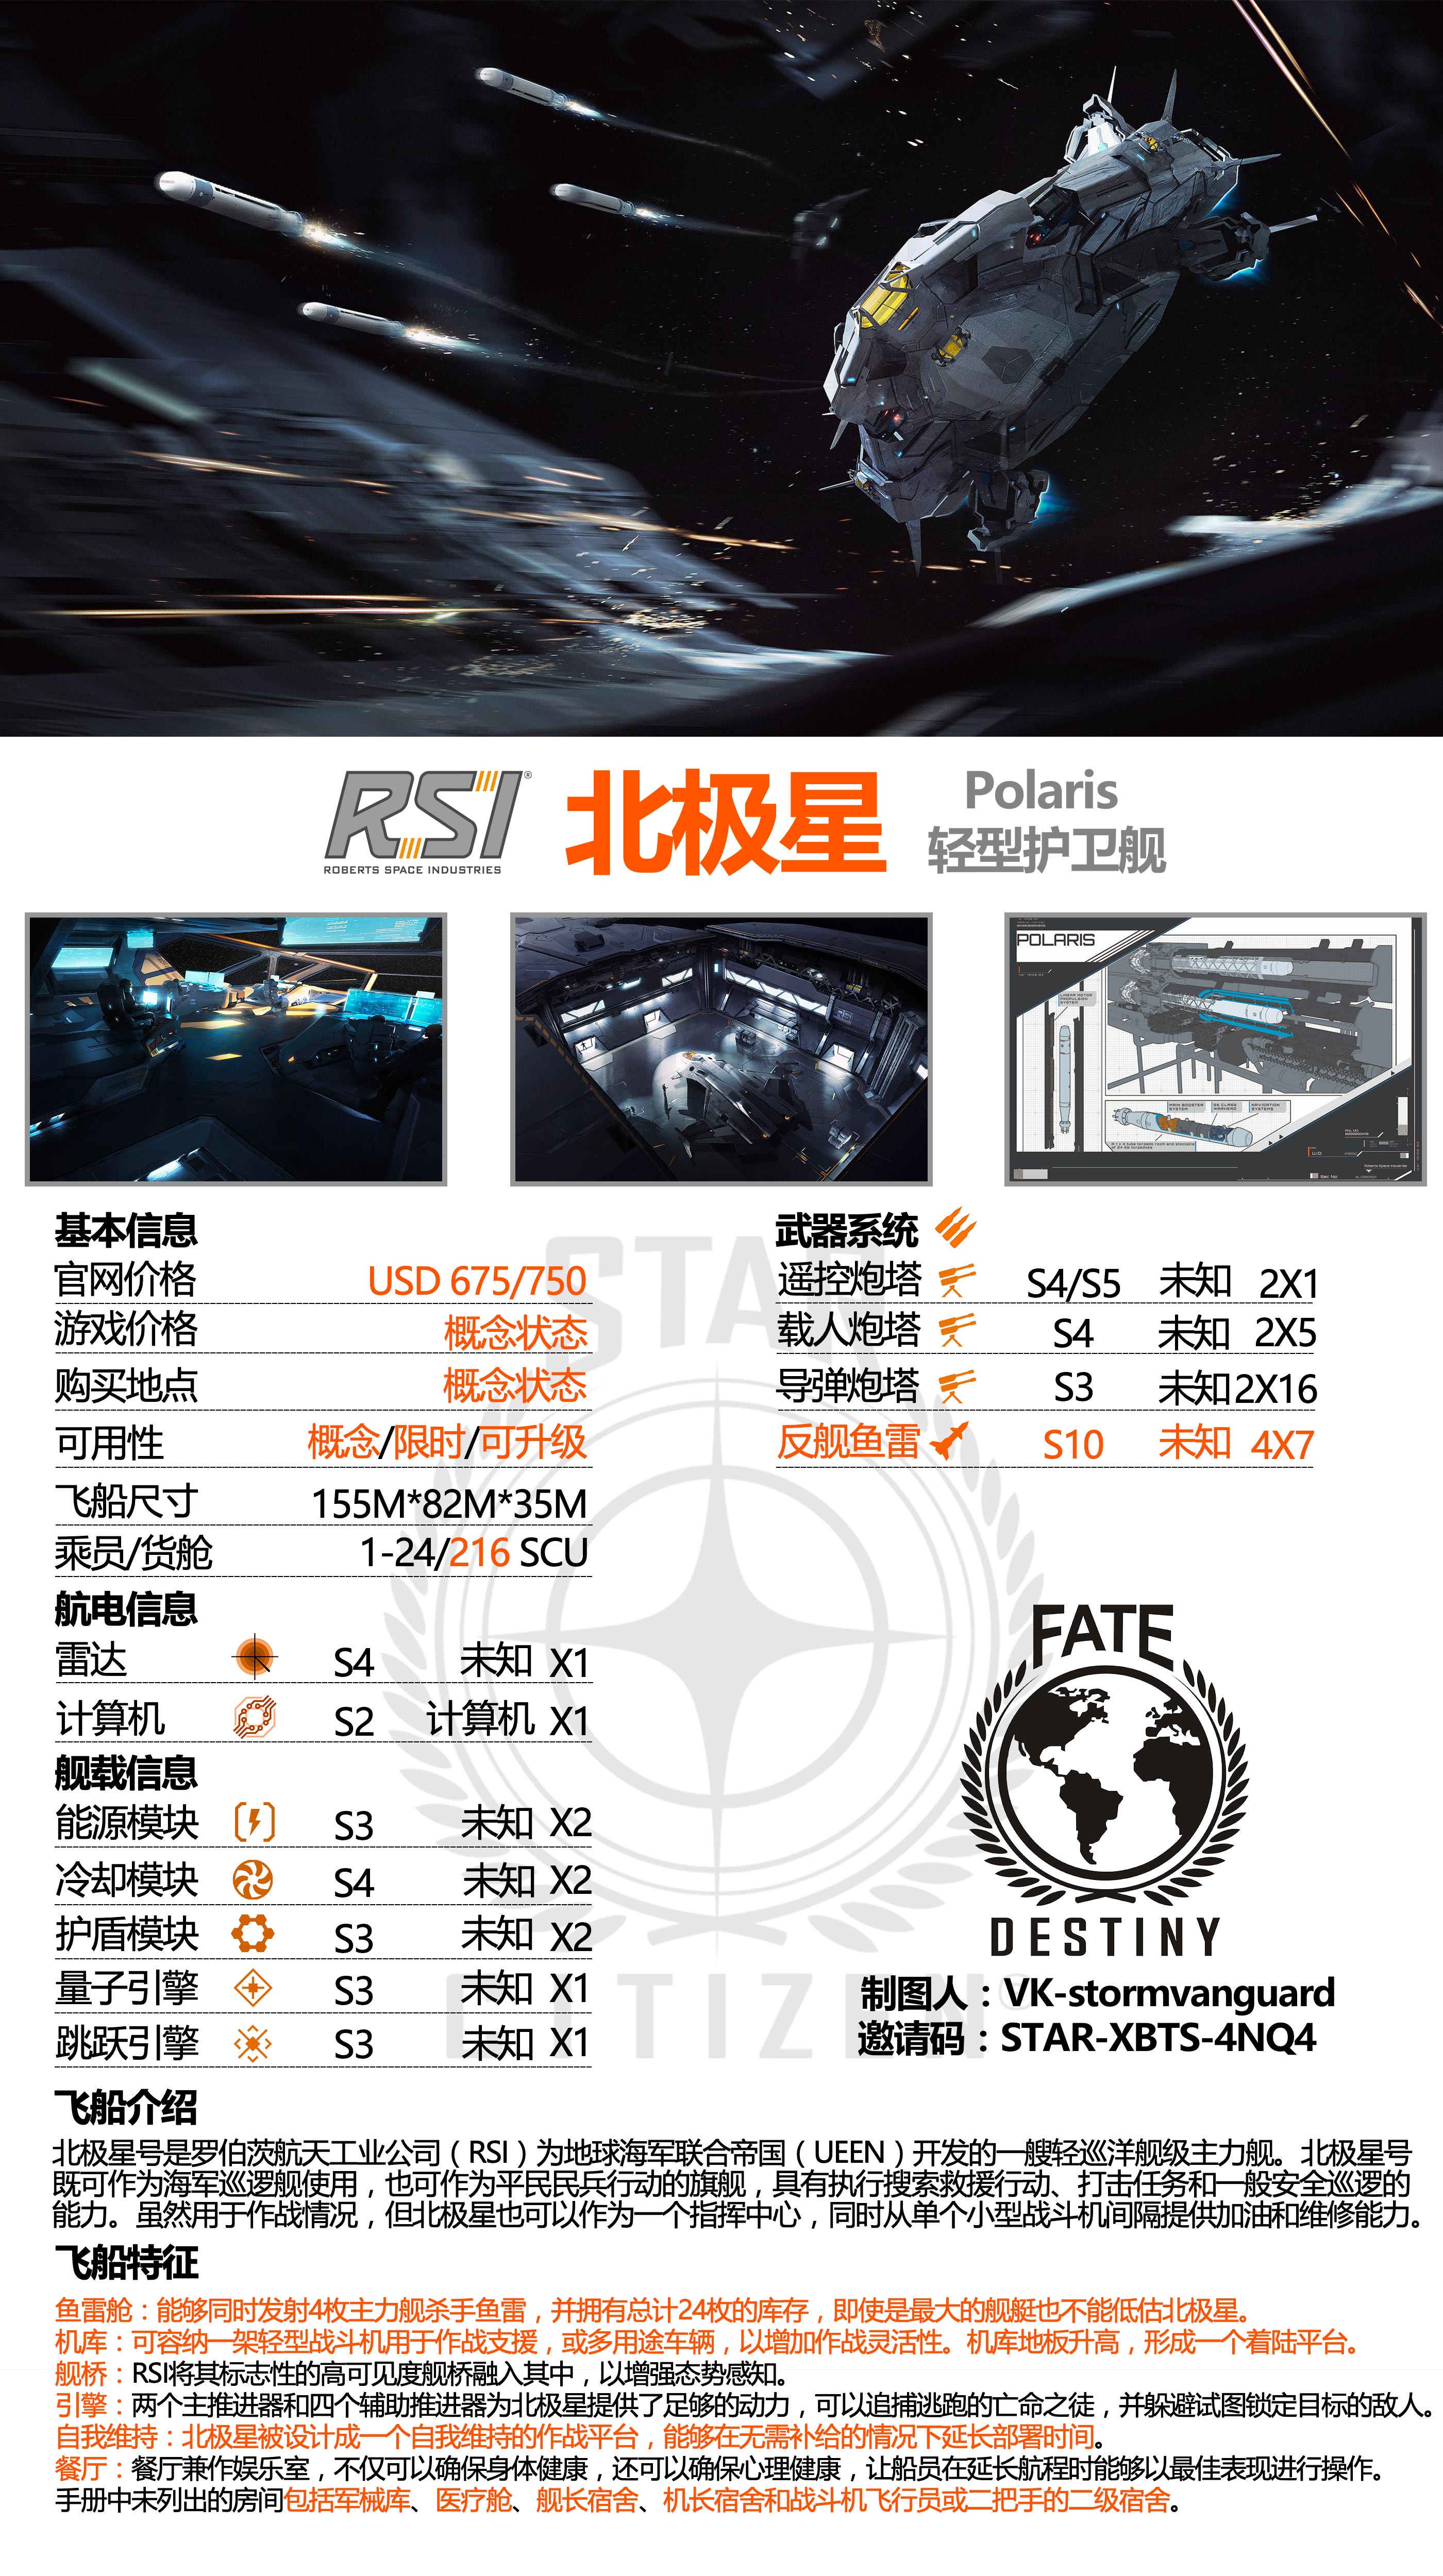 RSI®
ROBERTS SPACE INDUSTRIES
北极星
Polaris
轻型护卫舰
POLARIS
LINEAR MOTOR
PROPULSION
SYSTEM
MAIN BOOSTER
SYSTEM
NAVIGATION
SYSTEMS
基本信息
官网价格 USD 675/750
游戏价格 概念状态
购买地点 概念状态
可用性 概念/限时/可升级
飞船尺寸 155M*82M*35M
乘员/货舱 1-24/216 SCU
武器系统
遥控炮塔 S4/S5 未知 2X1
载人炮塔 S4 未知 2X5
导弹炮塔 S3 未知 2X16
反舰鱼雷 S10 未知 4X7
航电信息
雷达 S4 未知 X1
计算机 S2 计算机 X1
舰载信息
能源模块 S3 未知 X2
冷却模块 S4 未知 X2
护盾模块 S3 未知 X2
量子引擎 S3 未知 X1
跳跃引擎 S3 未知 X1
STAR
CITIZEN
FATE
DESTINY
制图人：VK-stormvanguard
邀请码：STAR-XBTS-4NQ4
飞船介绍
北极星号是罗伯茨航天工业公司（RSI）为地球海军联合帝国（UEEN）开发的一艘轻巡洋舰级主力舰。北极星号
既可作为海军巡逻舰使用，也可作为平民民兵行动的旗舰，具有执行搜索救援行动、打击任务和一般安全巡逻的
能力。虽然用于作战情况，但北极星也可以作为一个指挥中心，同时从单个小型战斗机间隔提供加油和维修能力。
飞船特征
鱼雷舱：能够同时发射4枚主力舰杀手鱼雷，并拥有总计24枚的库存，即使是最大的舰艇也不能低估北极星。
机库：可容纳一架轻型战斗机用于作战支援，或多用途车辆，以增加作战灵活性。机库地板升高，形成一个着陆平台。
舰桥：RSI将其标志性的高可见度舰桥融入其中，以增强态势感知。
引擎：两个主推进器和四个辅助推进器为北极星提供了足够的动力，可以追捕逃跑的亡命之徒，并躲避试图锁定目标的敌人。
自我维持：北极星被设计成一个自我维持的作战平台，能够在无需补给的情况下延长部署时间。
餐厅：餐厅兼作娱乐室，不仅可以确保身体健康，还可以确保心理健康，让船员在延长航程时能够以最佳表现进行操作。
手册中未列出的房间包括军械库、医疗舱、舰长宿舍、机长宿舍和战斗机飞行员或二把手的二级宿舍。